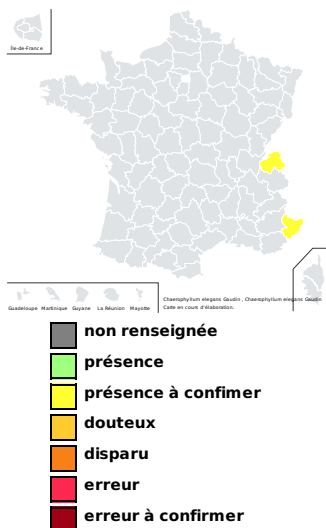 Île-de-France
Guadeloupe Martinique Guyane La Réunion Mayotte
Chaerophyllum elegans Gaudin , Chaerophyllum elegans Gaudin
Carte en cours d'élaboration.
non renseignée
présence
présence à confimer
douteux
disparu
erreur
erreur à confirmer